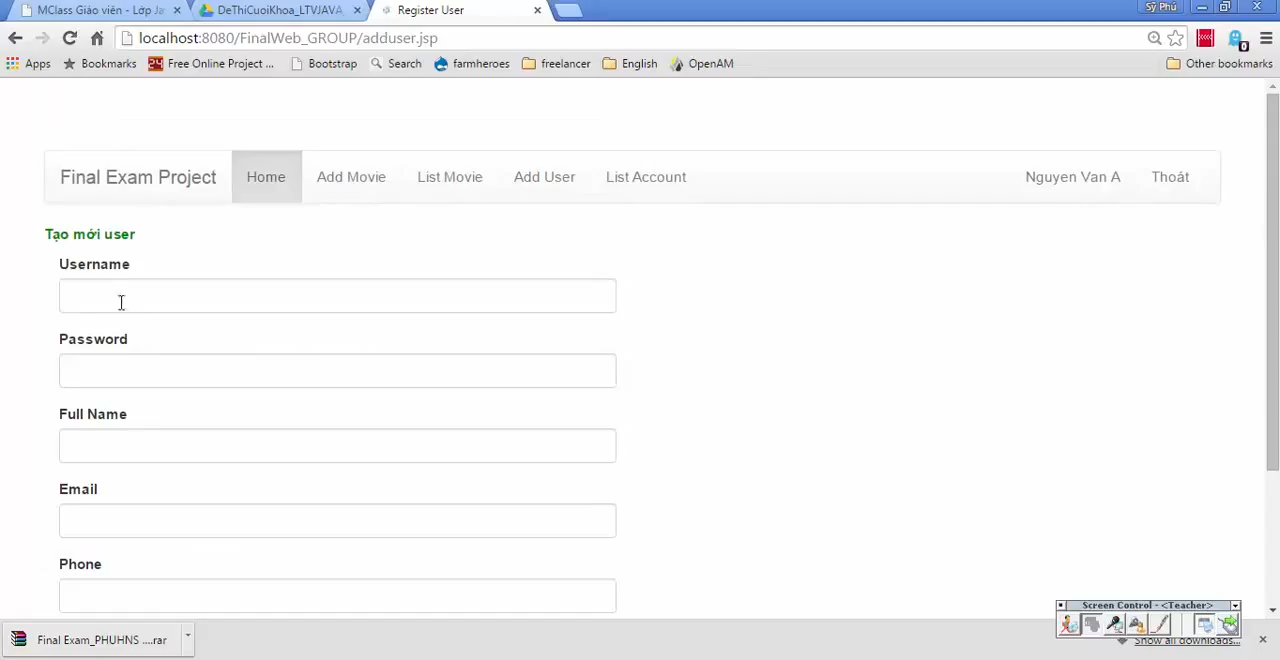 MClass Giáo viên - Lớp Ja
DeThiCuoiKhoa_LTVJAVA
Register User
Sỹ Phú
localhost:8080/FinalWeb_GROUP/adduser.jsp
Apps
Bookmarks
Free Online Project ...
Bootstrap
Search
farmheroes
freelancer
English
OpenAM
Other bookmarks
Final Exam Project
Home
Add Movie
List Movie
Add User
List Account
Nguyen Van A
Thoát
Tạo mới user
Username
Password
Full Name
Email
Phone
Screen Control - <Teacher>
Final Exam_PHUHNS ....rar
Show all downloads...